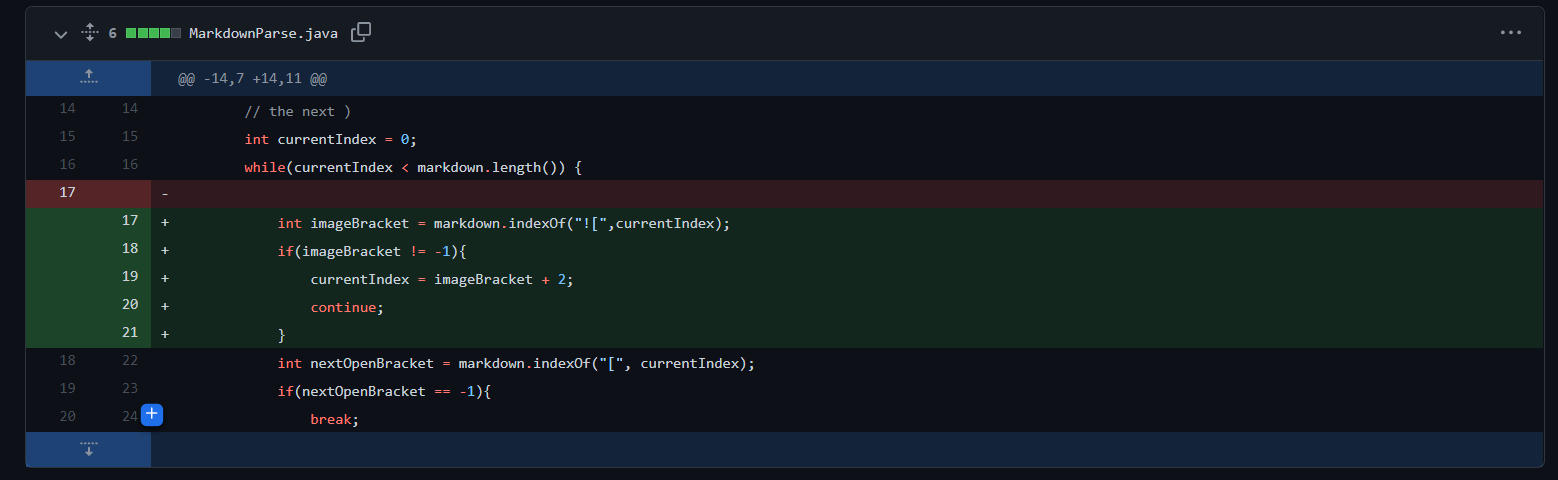 6 MarkdownParse.java
@@ -14,7 +14,11 @@
14 14 // the next )
15 15 int currentIndex = 0;
16 16 while(currentIndex < markdown.length()) {
17 -
17 + int imageBracket = markdown.indexOf("![",currentIndex);
18 + if(imageBracket != -1){
19 + currentIndex = imageBracket + 2;
20 + continue;
21 + }
18 22 int nextOpenBracket = markdown.indexOf("[", currentIndex);
19 23 if(nextOpenBracket == -1){
20 24 break;